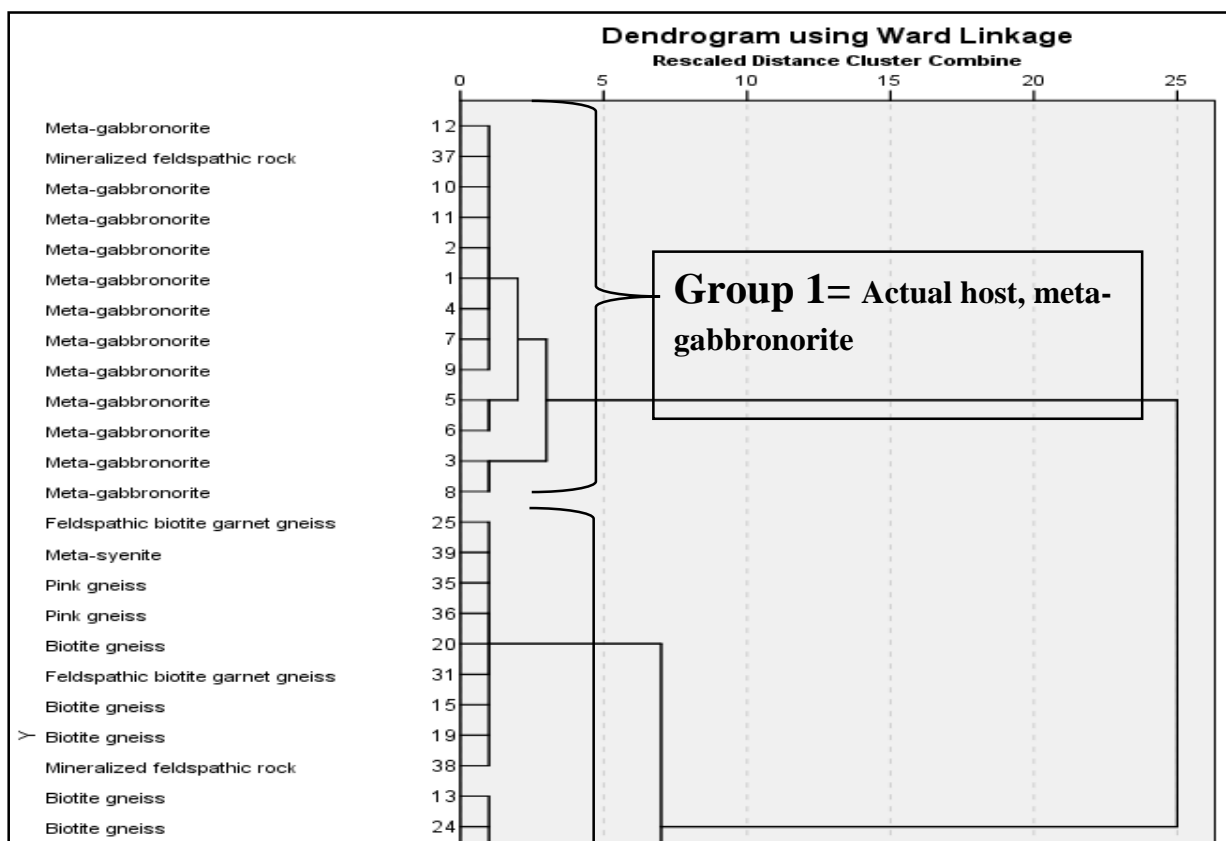 Dendrogram using Ward Linkage
Rescaled Distance Cluster Combine
0 5 10 15 20 25
Meta-gabbronorite 12
Mineralized feldspathic rock 37
Meta-gabbronorite 10
Meta-gabbronorite 11
Meta-gabbronorite 2
Meta-gabbronorite 1
Meta-gabbronorite 4
Meta-gabbronorite 7
Meta-gabbronorite 9
Meta-gabbronorite 5
Meta-gabbronorite 6
Meta-gabbronorite 3
Meta-gabbronorite 8
Group 1= Actual host, meta-
gabbronorite
Feldspathic biotite garnet gneiss 25
Meta-syenite 39
Pink gneiss 35
Pink gneiss 36
Biotite gneiss 20
Feldspathic biotite garnet gneiss 31
Biotite gneiss 15
Y Biotite gneiss 19
Mineralized feldspathic rock 38
Biotite gneiss 13
Biotite gneiss 24